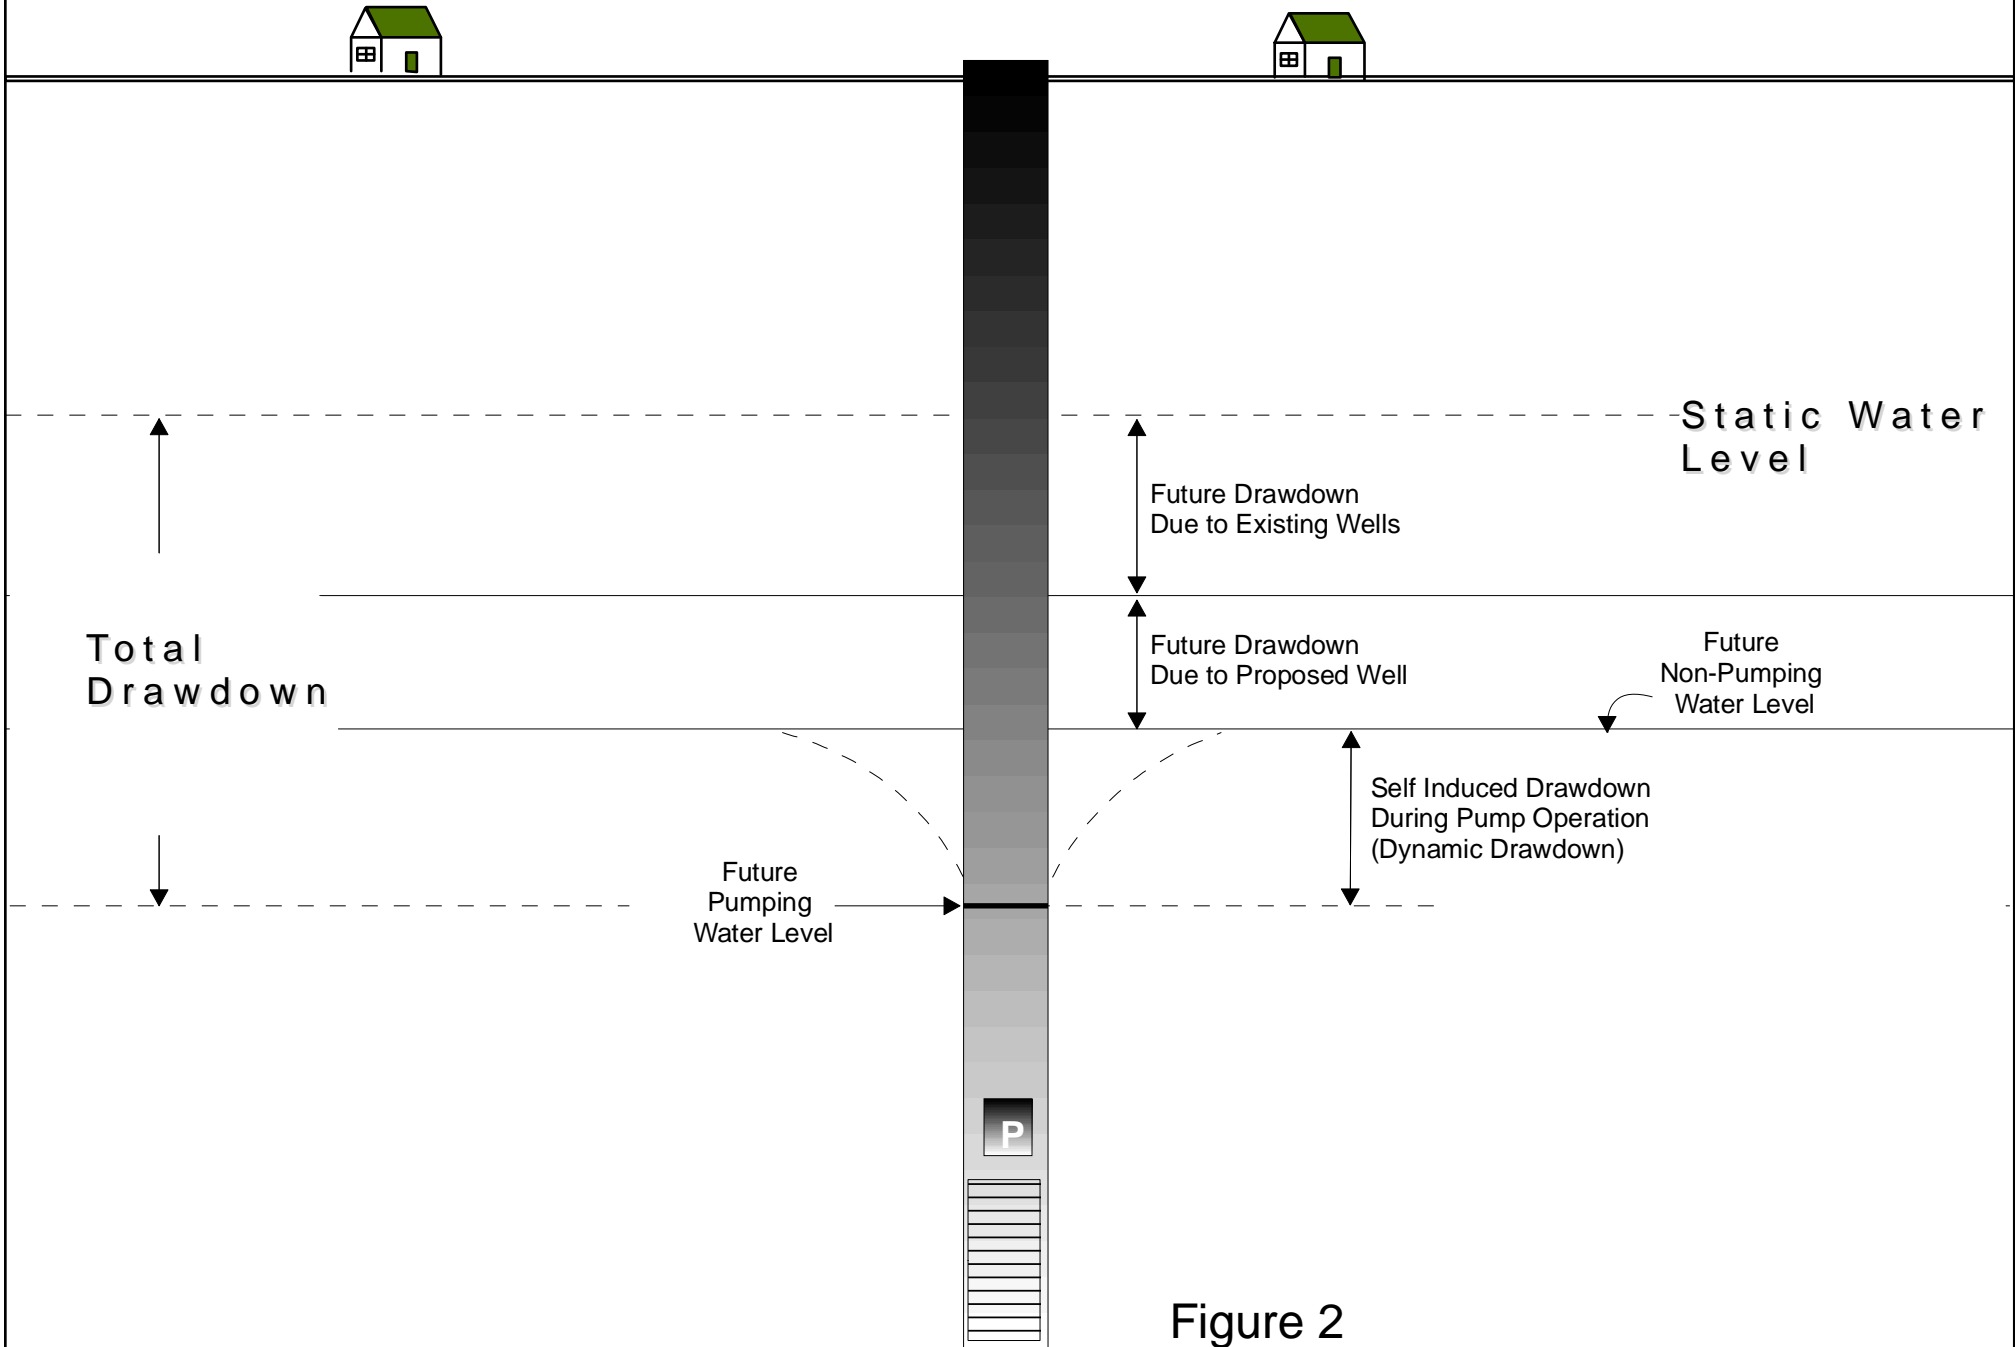 Static Water
Level
Future Drawdown
Due to Existing Wells
Total
Drawdown
Future Drawdown
Due to Proposed Well
Future
Non-Pumping
Water Level
Self Induced Drawdown
During Pump Operation
(Dynamic Drawdown)
Future
Pumping
Water Level
P
Figure 2